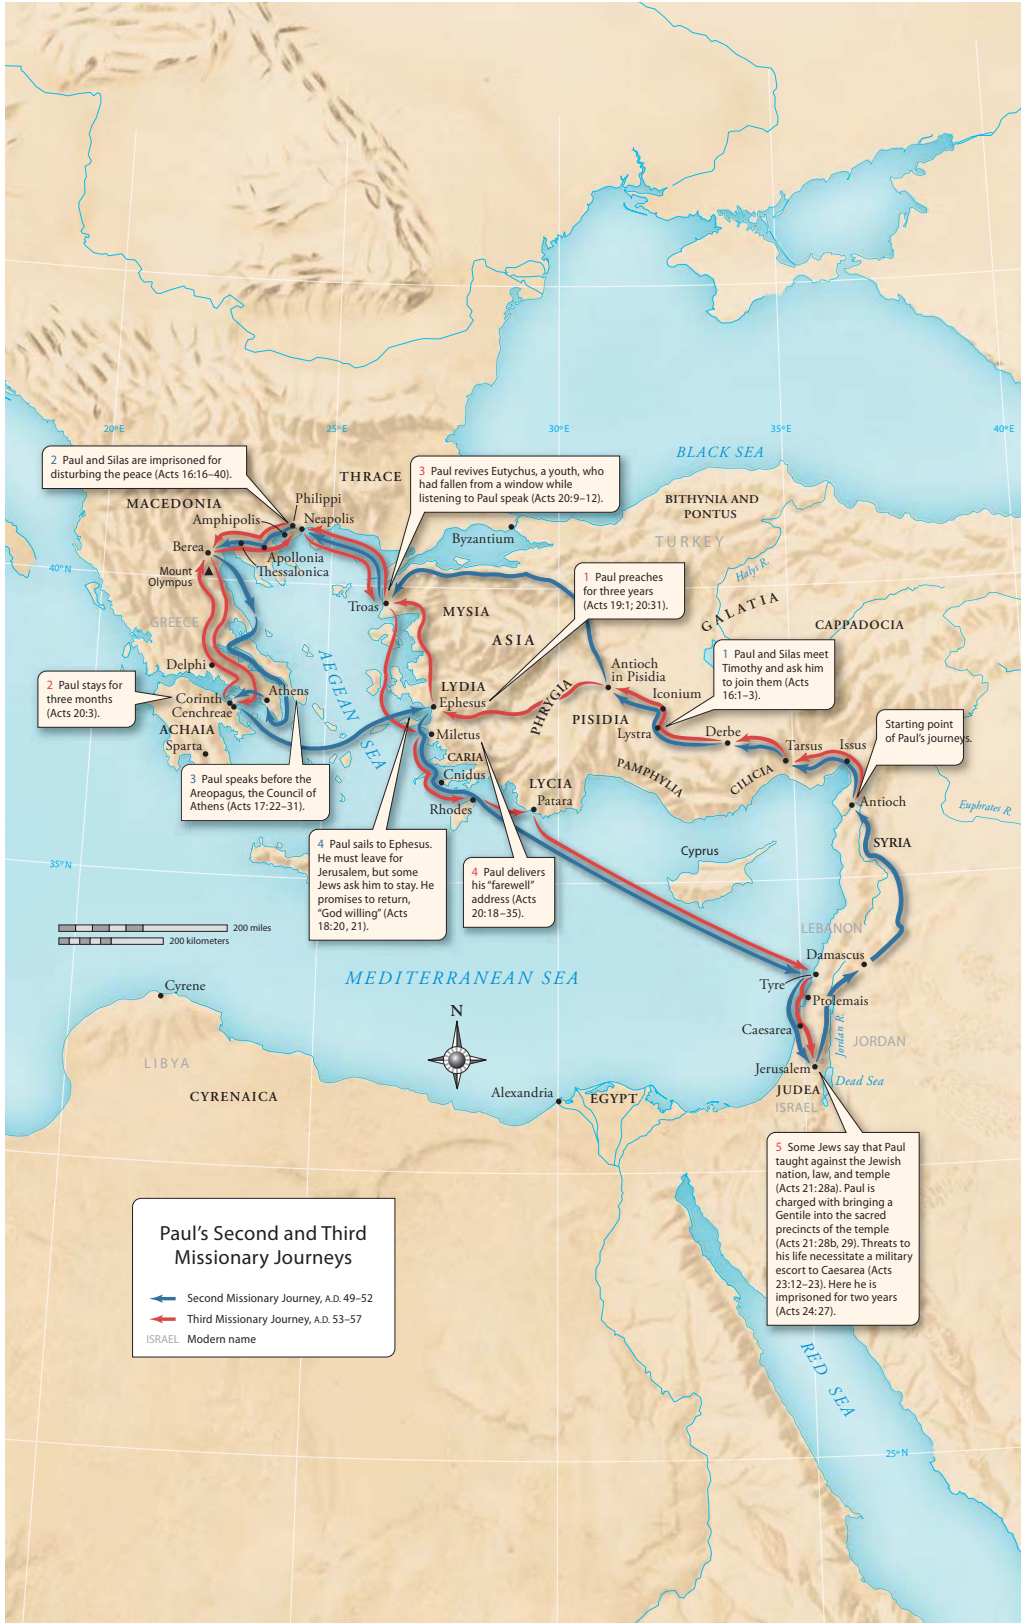 20°E
25°E
30°E
35°E
40°E
BLACK SEA
2 Paul and Silas are imprisoned for
disturbing the peace (Acts 16:16–40).
THRACE
3 Paul revives Eutychus, a youth, who
had fallen from a window while
listening to Paul speak (Acts 20:9–12).
MACEDONIA
Philippi
Amphipolis
Neapolis
BITHYNIA AND
PONTUS
Byzantium
TURKEY
Berea
Apollonia
Thessalonica
40°N
Mount
Olympus
Halys R.
1 Paul preaches
for three years
(Acts 19:1; 20:31).
Troas
MYSIA
GALATIA
CAPPADOCIA
GREECE
ASIA
1 Paul and Silas meet
Timothy and ask him
to join them (Acts
16:1–3).
Delphi
AEGEAN SEA
Antioch
in Pisidia
2 Paul stays for
three months
(Acts 20:3).
Corinth
Athens
Cenchreae
LYDIA
Ephesus
PHRYGIA
Iconium
PISIDIA
Lystra
Derbe
Starting point
of Paul's journeys.
ACHAIA
Sparta
Miletus
Tarsus
Issus
CARIA
PAMPHYLIA
CILICIA
3 Paul speaks before the
Areopagus, the Council of
Athens (Acts 17:22–31).
Cnidus
LYCIA
Patara
Rhodes
Antioch
Euphrates R.
4 Paul sails to Ephesus.
He must leave for
Jerusalem, but some
Jews ask him to stay. He
promises to return,
"God willing" (Acts
18:20, 21).
SYRIA
Cyprus
35°N
4 Paul delivers
his "farewell"
address (Acts
20:18–35).
200 miles
200 kilometers
LEBANON
Damascus
MEDITERRANEAN SEA
Tyre
Cyrene
Ptolemais
N
Caesarea
Jordan R.
JORDAN
LIBYA
Jerusalem
Dead Sea
CYRENAICA
Alexandria
EGYPT
JUDEA
ISRAEL
5 Some Jews say that Paul
taught against the Jewish
nation, law, and temple
(Acts 21:28a). Paul is
charged with bringing a
Gentile into the sacred
precincts of the temple
(Acts 21:28b, 29). Threats to
his life necessitate a military
escort to Caesarea (Acts
23:12–23). Here he is
imprisoned for two years
(Acts 24:27).
Paul's Second and Third
Missionary Journeys
Second Missionary Journey, A.D. 49–52
Third Missionary Journey, A.D. 53–57
ISRAEL Modern name
RED SEA
25°N